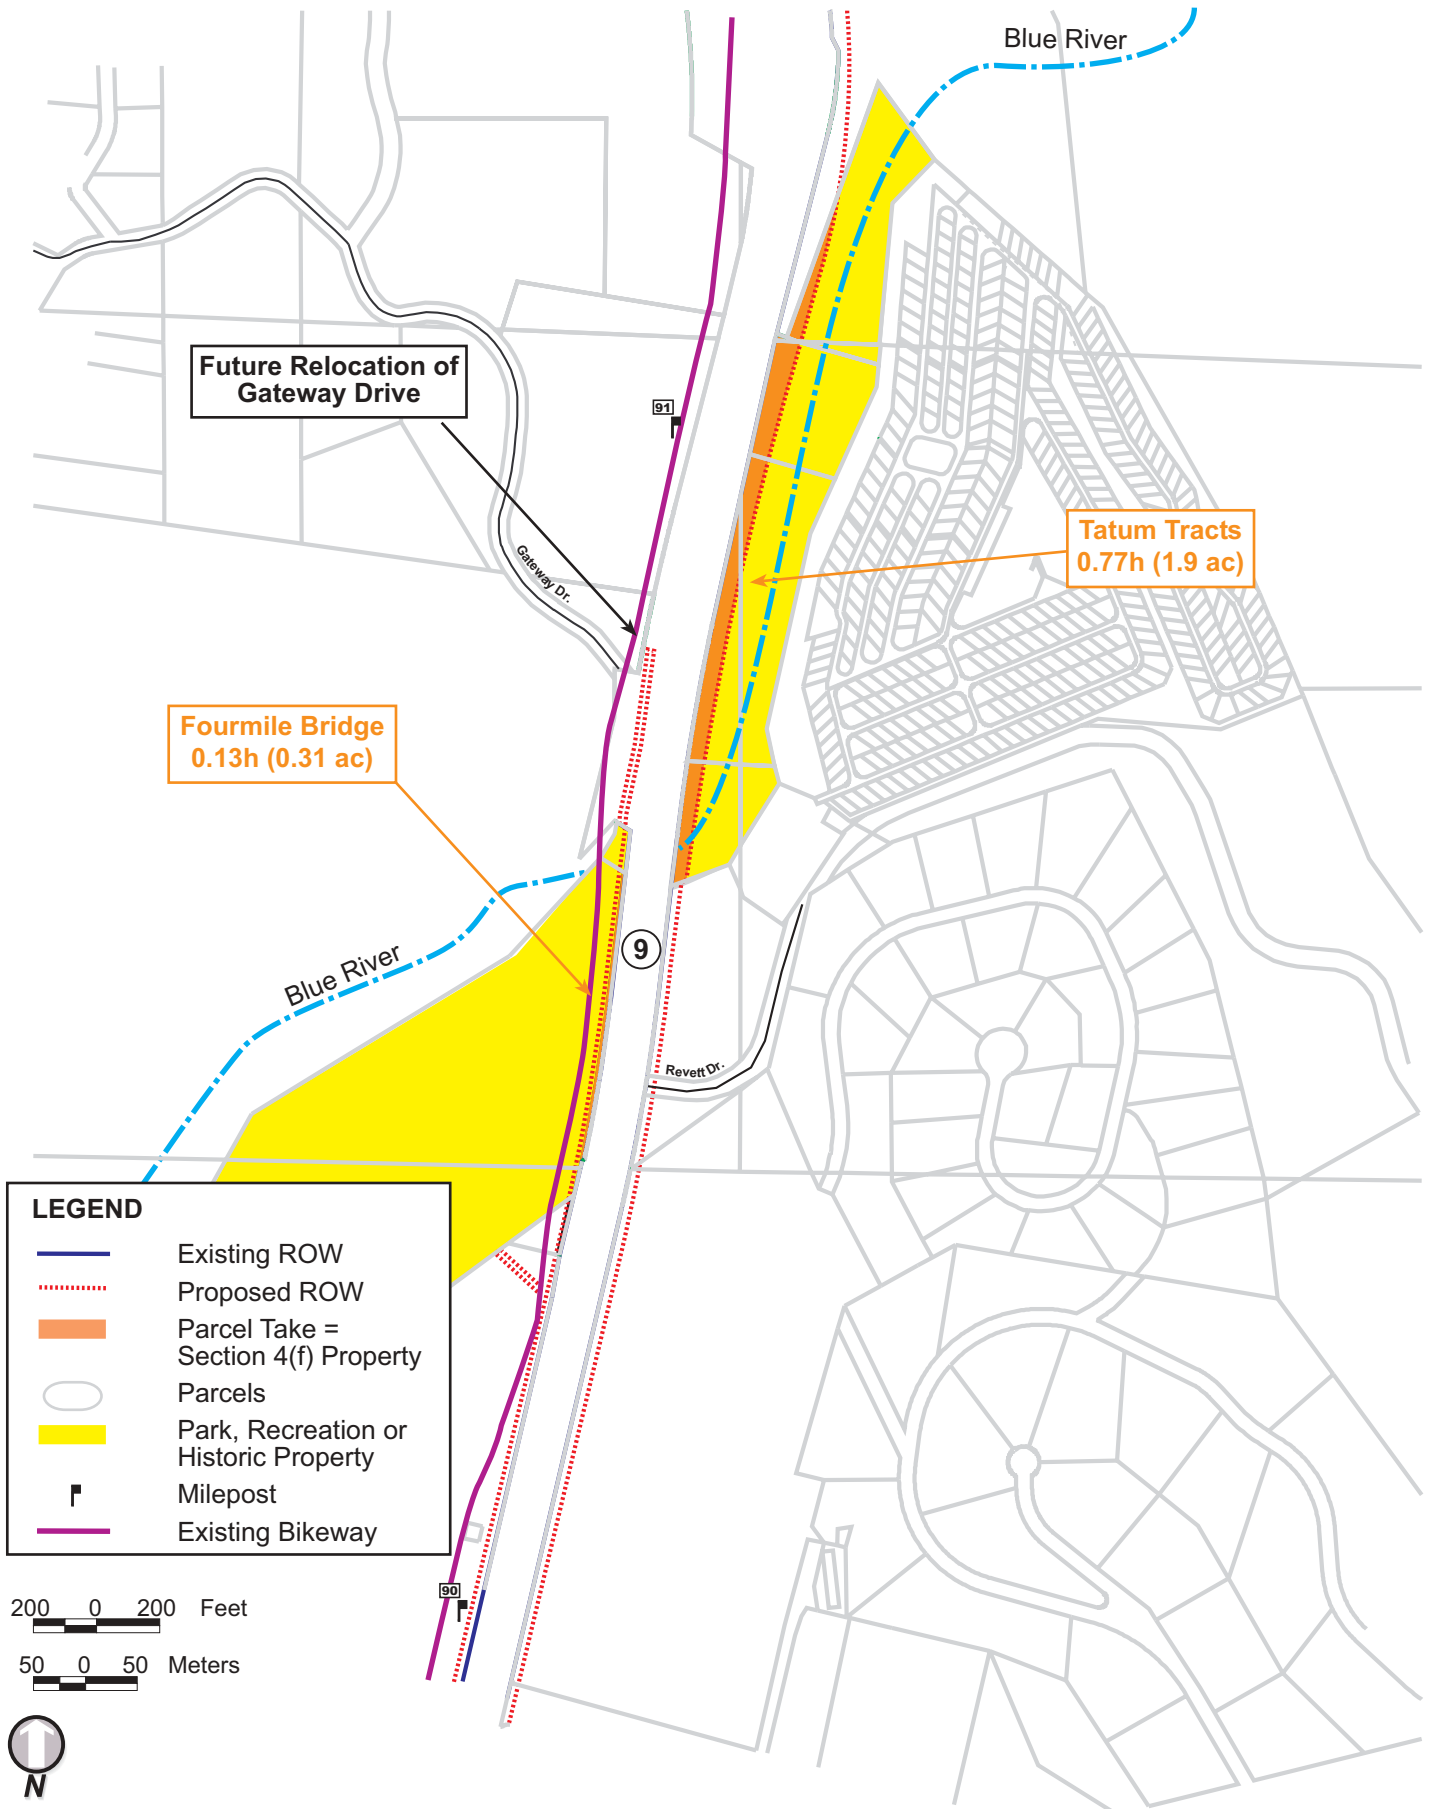 Blue River
Future Relocation of
Gateway Drive
91
Tatum Tracts
0.77h (1.9 ac)
Gateway Dr.
Fourmile Bridge
0.13h (0.31 ac)
9
Blue River
Revett Dr.
LEGEND
Existing ROW
Proposed ROW
Parcel Take =
Section 4(f) Property
Parcels
Park, Recreation or
Historic Property
Milepost
Existing Bikeway
90
200 0 200 Feet
50 0 50 Meters
N